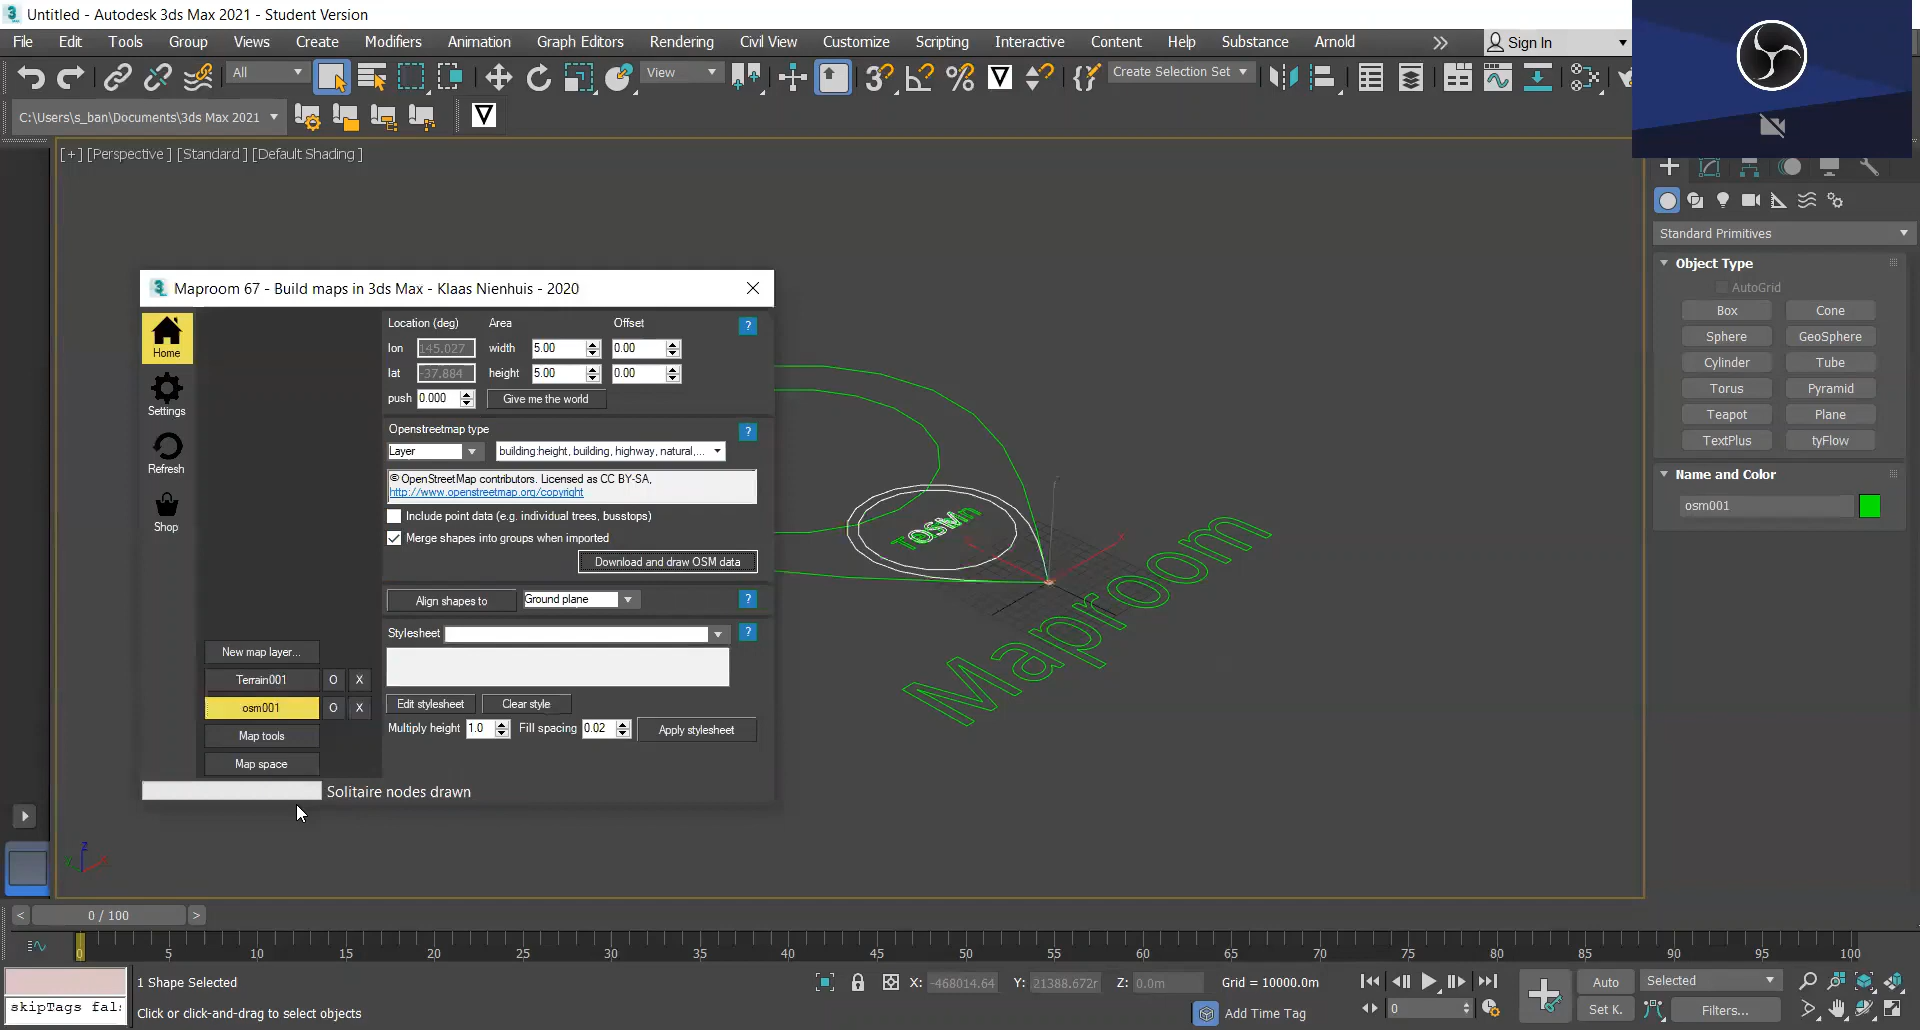 Untitled - Autodesk 3ds Max 2021 - Student Version
File Edit Tools Group Views Create Modifiers Animation Graph Editors Rendering Civil View Customize Scripting Interactive Content Help Substance Arnold
Sign In
All
View
Create Selection Set
C:\Users\s_ban\Documents\3ds Max 2021
[+] [Perspective ] [Standard ] [Default Shading ]
Standard Primitives
Object Type
AutoGrid
Box Cone
Sphere GeoSphere
Cylinder Tube
Torus Pyramid
Teapot Plane
TextPlus tyFlow
Name and Color
osm001
Maproom 67 - Build maps in 3ds Max - Klaas Nienhuis - 2020
Home
Settings
Refresh
Shop
Location (deg) Area Offset ?
lon 145.027 width 5.00 0.00
lat -37.884 height 5.00 0.00
push 0.000 Give me the world
Openstreetmap type ?
Layer building:height, building, highway, natural,...
© OpenStreetMap contributors. Licensed as CC BY-SA,
http://www.openstreetmap.org/copyright
Include point data (e.g. individual trees, busstops)
Merge shapes into groups when imported
Download and draw OSM data
Align shapes to Ground plane ?
Stylesheet ?
Edit stylesheet Clear style
Multiply height 1.0 Fill spacing 0.02 Apply stylesheet
New map layer...
Terrain001 O X
osm001 O X
Map tools
Map space
Solitaire nodes drawn
Maproom
x
z
x
< 0 / 100 >
0 5 10 15 20 25 30 35 40 45 50 55 60 65 70 75 80 85 90 95 100
skipTags fal
1 Shape Selected
Click or click-and-drag to select objects
X: -468014.64 Y: 21388.672r Z: 0.0m Grid = 10000.0m
Add Time Tag
0
Auto Selected
Set K. Filters...